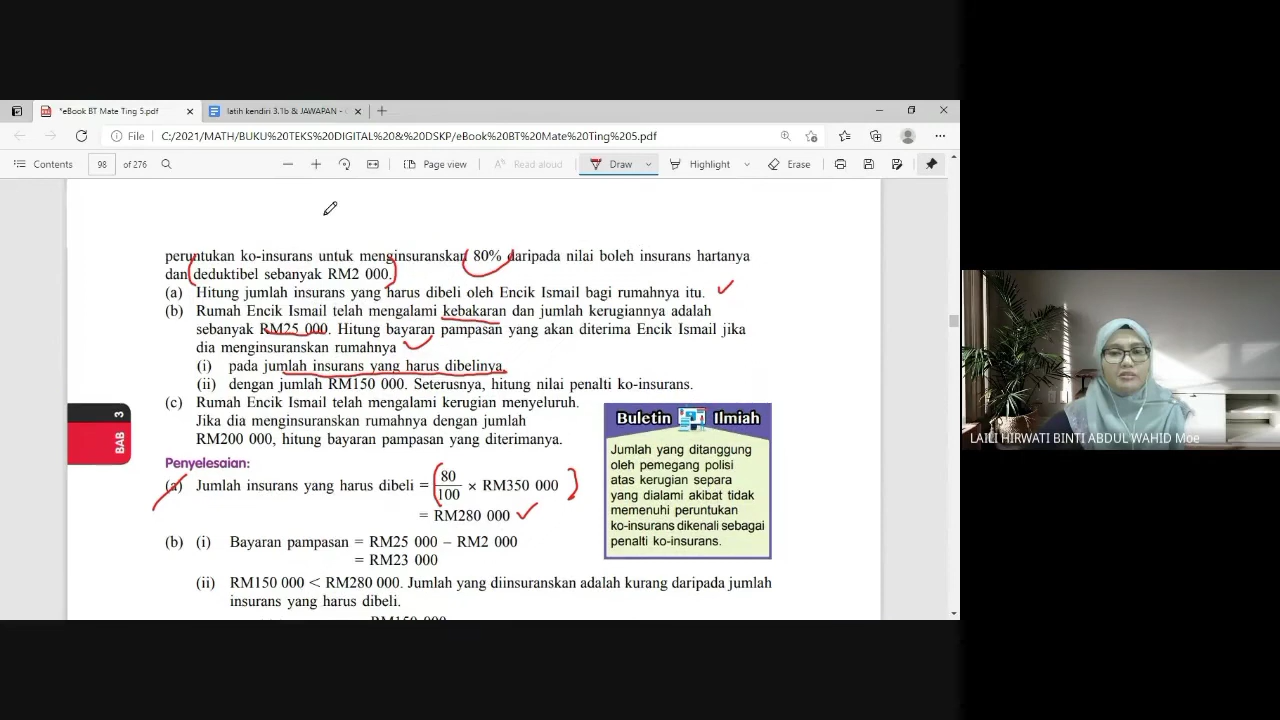 *eBook BT Mate Ting 5.pdf
latih kendiri 3.1b & JAWAPAN -
File
C:/2021/MATH/BUKU%20TEKS%20DIGITAL%20&%20DSKP/eBook%20BT%20Mate%20Ting%205.pdf
Contents
98 of 276
Page view
Read aloud
Draw
Highlight
Erase
peruntukan ko-insurans untuk menginsuranskan 80% daripada nilai boleh insurans hartanya
dan deduktibel sebanyak RM2 000.
(a) Hitung jumlah insurans yang harus dibeli oleh Encik Ismail bagi rumahnya itu.
(b) Rumah Encik Ismail telah mengalami kebakaran dan jumlah kerugiannya adalah
sebanyak RM25 000. Hitung bayaran pampasan yang akan diterima Encik Ismail jika
dia menginsuranskan rumahnya
(i) pada jumlah insurans yang harus dibelinya.
(ii) dengan jumlah RM150 000. Seterusnya, hitung nilai penalti ko-insurans.
(c) Rumah Encik Ismail telah mengalami kerugian menyeluruh.
Jika dia menginsuranskan rumahnya dengan jumlah
RM200 000, hitung bayaran pampasan yang diterimanya.
BAB 3
Buletin Ilmiah
Jumlah yang ditanggung
oleh pemegang polisi
atas kerugian separa
yang dialami akibat tidak
memenuhi peruntukan
ko-insurans dikenali sebagai
penalti ko-insurans.
Penyelesaian:
(a) Jumlah insurans yang harus dibeli = 80/100 × RM350 000
= RM280 000
(b) (i) Bayaran pampasan = RM25 000 – RM2 000
= RM23 000
(ii) RM150 000 < RM280 000. Jumlah yang diinsuranskan adalah kurang daripada jumlah
insurans yang harus dibeli.
RM150 000
LAILI HIRWATI BINTI ABDUL WAHID Moe